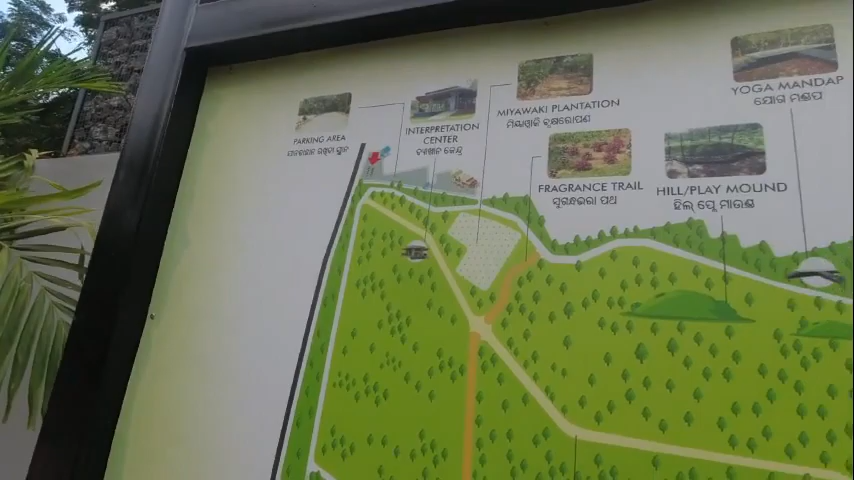 YOGA MANDAP
ଯୋଗ ମଣ୍ଡପ
MIYAWAKI PLANTATION
ମିୟାୱାକି ବୃକ୍ଷରୋପଣ
PARKING AREA
INTERPRETATION
CENTER
FRAGRANCE TRAIL
HILL/PLAY MOUND
ହିଲ୍ ପ୍ଲେ ମାଉଣ୍ଡ